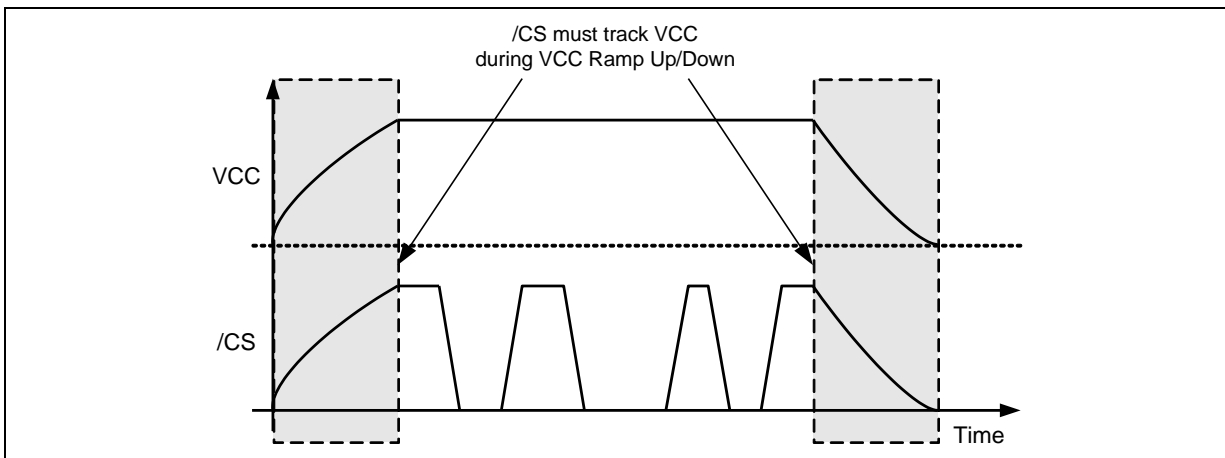 /CS must track VCC
during VCC Ramp Up/Down
VCC
/CS
Time